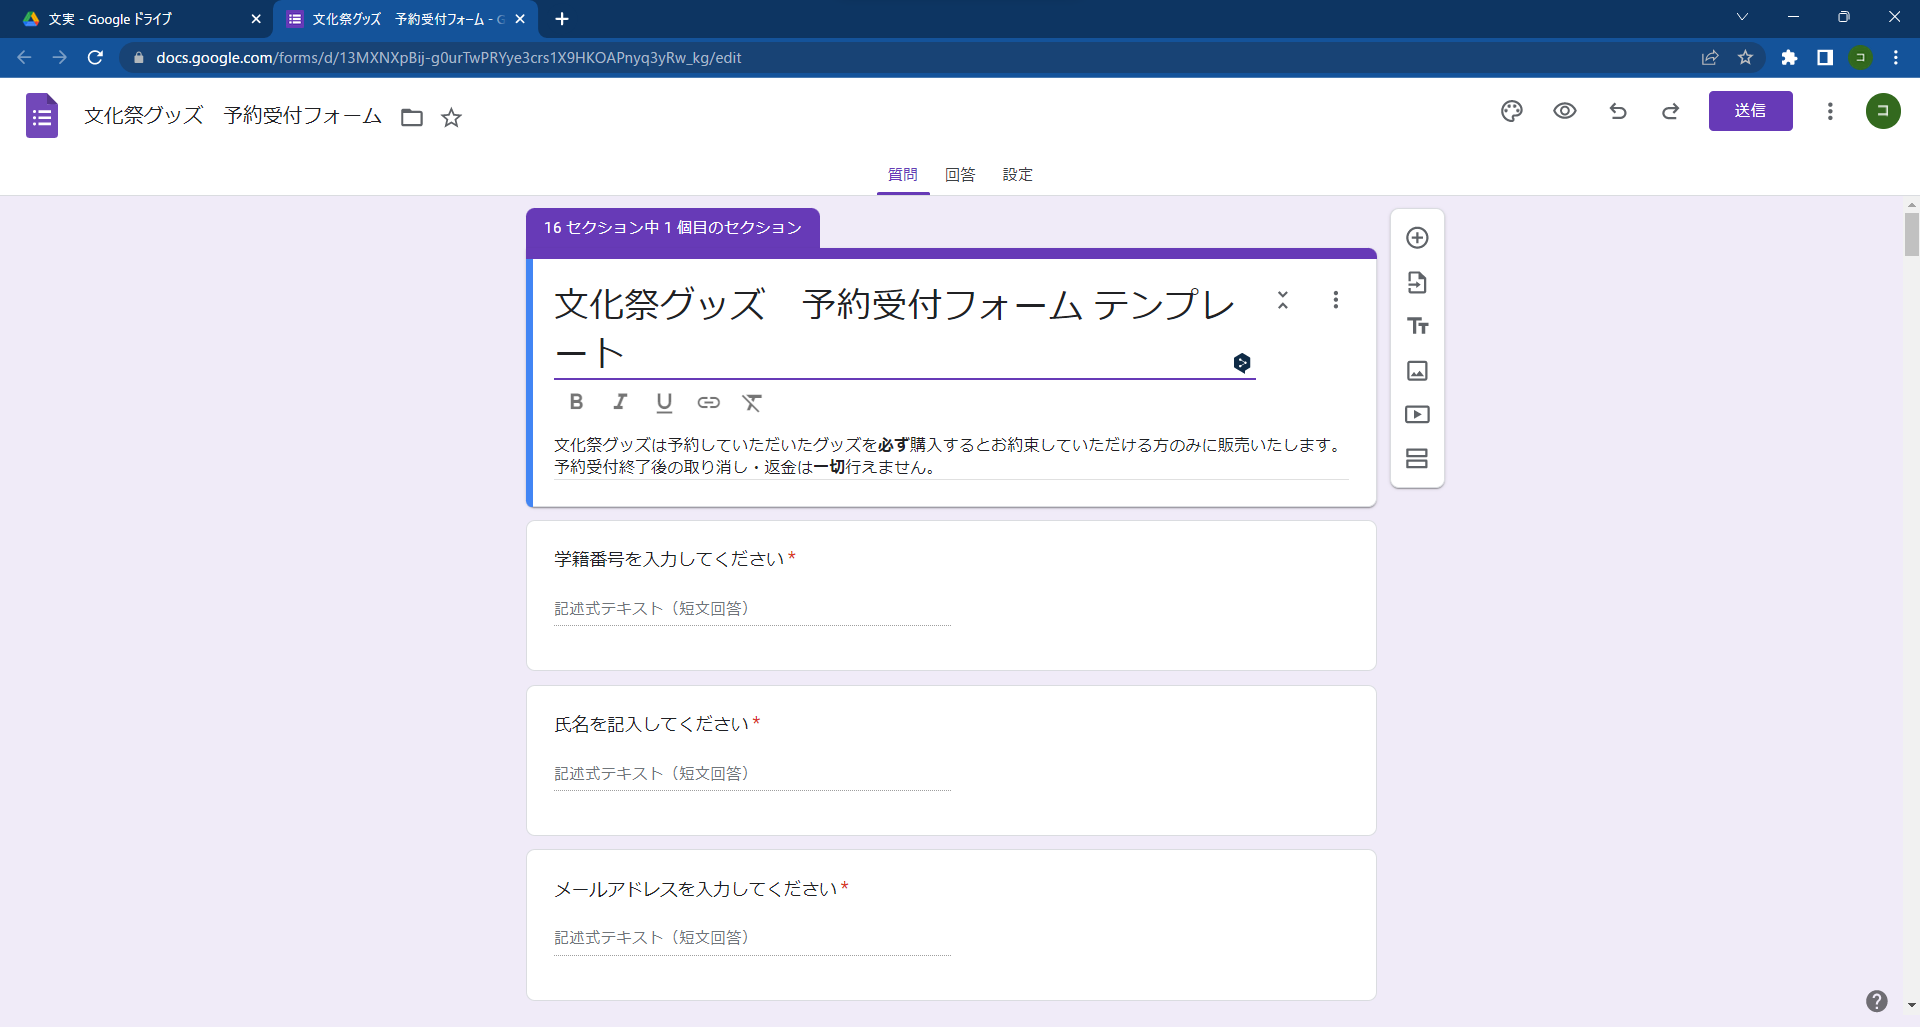 文実 - Google ドライブ
文化祭グッズ　予約受付フォーム - G
docs.google.com/forms/d/13MXNXpBij-g0urTwPRYye3crs1X9HKOAPnyq3yRw_kg/edit
コ
文化祭グッズ　予約受付フォーム
送信
コ
質問 回答 設定
16 セクション中 1 個目のセクション
文化祭グッズ　予約受付フォーム テンプレ
ート
B I U
文化祭グッズは予約していただいたグッズを必ず購入するとお約束していただける方のみに販売いたします。
予約受付終了後の取り消し・返金は一切行えません。
Tт
学籍番号を入力してください *
記述式テキスト（短文回答）
氏名を記入してください *
記述式テキスト（短文回答）
メールアドレスを入力してください *
記述式テキスト（短文回答）